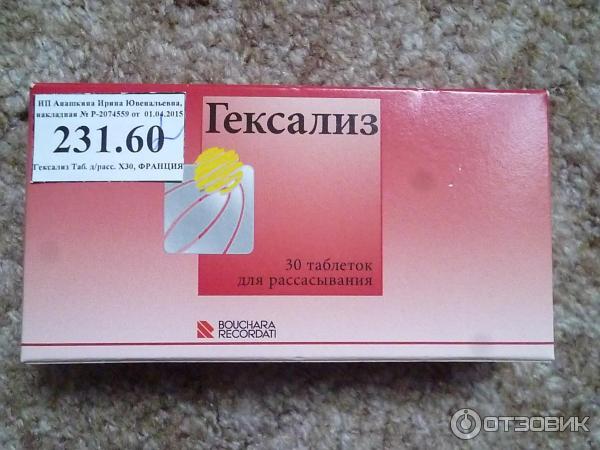 ИП Апашкина Ирина Ювенальевна,
накладная № Р-2074559 от 01.04.2015
231.60
Гексализ Таб. д/расс. Х30, ФРАНЦИЯ
Гексализ
30 таблеток
для рассасывания
BOUCHARA
RECORDATI
ОТЗОВИК